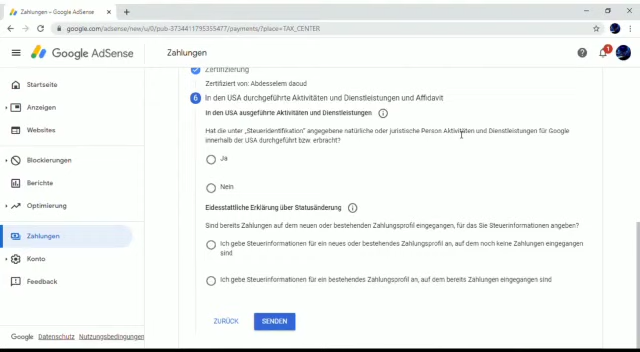 Zahlungen – Google AdSense
google.com/adsense/new/u/0/pub-3734411795355477/payments/?place=TAX_CENTER
Google AdSense
Zahlungen
1
Startseite
Anzeigen
Websites
Blockierungen
Berichte
Optimierung
Zahlungen
Konto
Feedback
Google Datenschutz Nutzungsbedingungen
Zertifizierung
Zertifiziert von: Abdesselem daoud
6 In den USA durchgeführte Aktivitäten und Dienstleistungen und Affidavit
In den USA ausgeführte Aktivitäten und Dienstleistungen
Hat die unter „Steueridentifikation“ angegebene natürliche oder juristische Person Aktivitäten und Dienstleistungen für Google
innerhalb der USA durchgeführt bzw. erbracht?
Ja
Nein
Eidesstattliche Erklärung über Statusänderung
Sind bereits Zahlungen auf dem neuen oder bestehenden Zahlungsprofil eingegangen, für das Sie Steuerinformationen angeben?
Ich gebe Steuerinformationen für ein neues oder bestehendes Zahlungsprofil an, auf dem noch keine Zahlungen eingegangen
sind
Ich gebe Steuerinformationen für ein bestehendes Zahlungsprofil an, auf dem bereits Zahlungen eingegangen sind
ZURÜCK
SENDEN